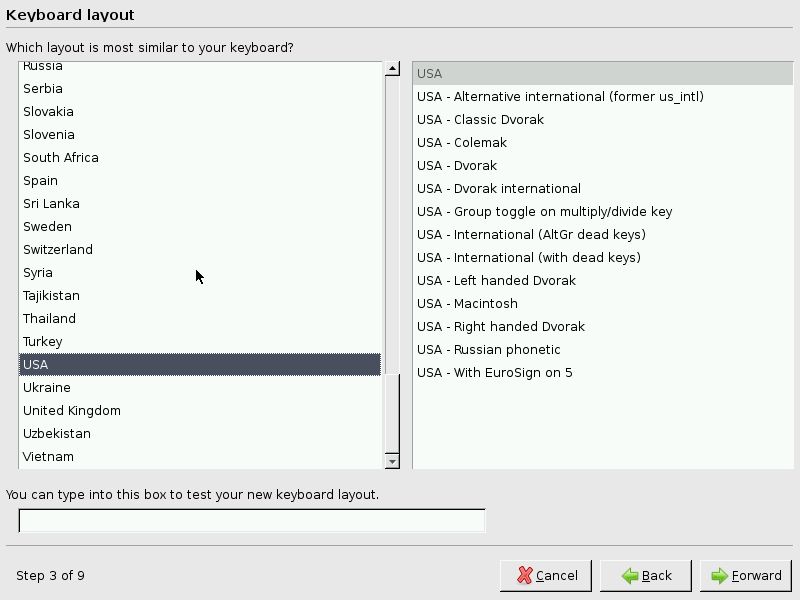 Keyboard layout
Which layout is most similar to your keyboard?
Russia
Serbia
Slovakia
Slovenia
South Africa
Spain
Sri Lanka
Sweden
Switzerland
Syria
Tajikistan
Thailand
Turkey
USA
Ukraine
United Kingdom
Uzbekistan
Vietnam
USA
USA - Alternative international (former us_intl)
USA - Classic Dvorak
USA - Colemak
USA - Dvorak
USA - Dvorak international
USA - Group toggle on multiply/divide key
USA - International (AltGr dead keys)
USA - International (with dead keys)
USA - Left handed Dvorak
USA - Macintosh
USA - Right handed Dvorak
USA - Russian phonetic
USA - With EuroSign on 5
You can type into this box to test your new keyboard layout.
Step 3 of 9
Cancel
Back
Forward